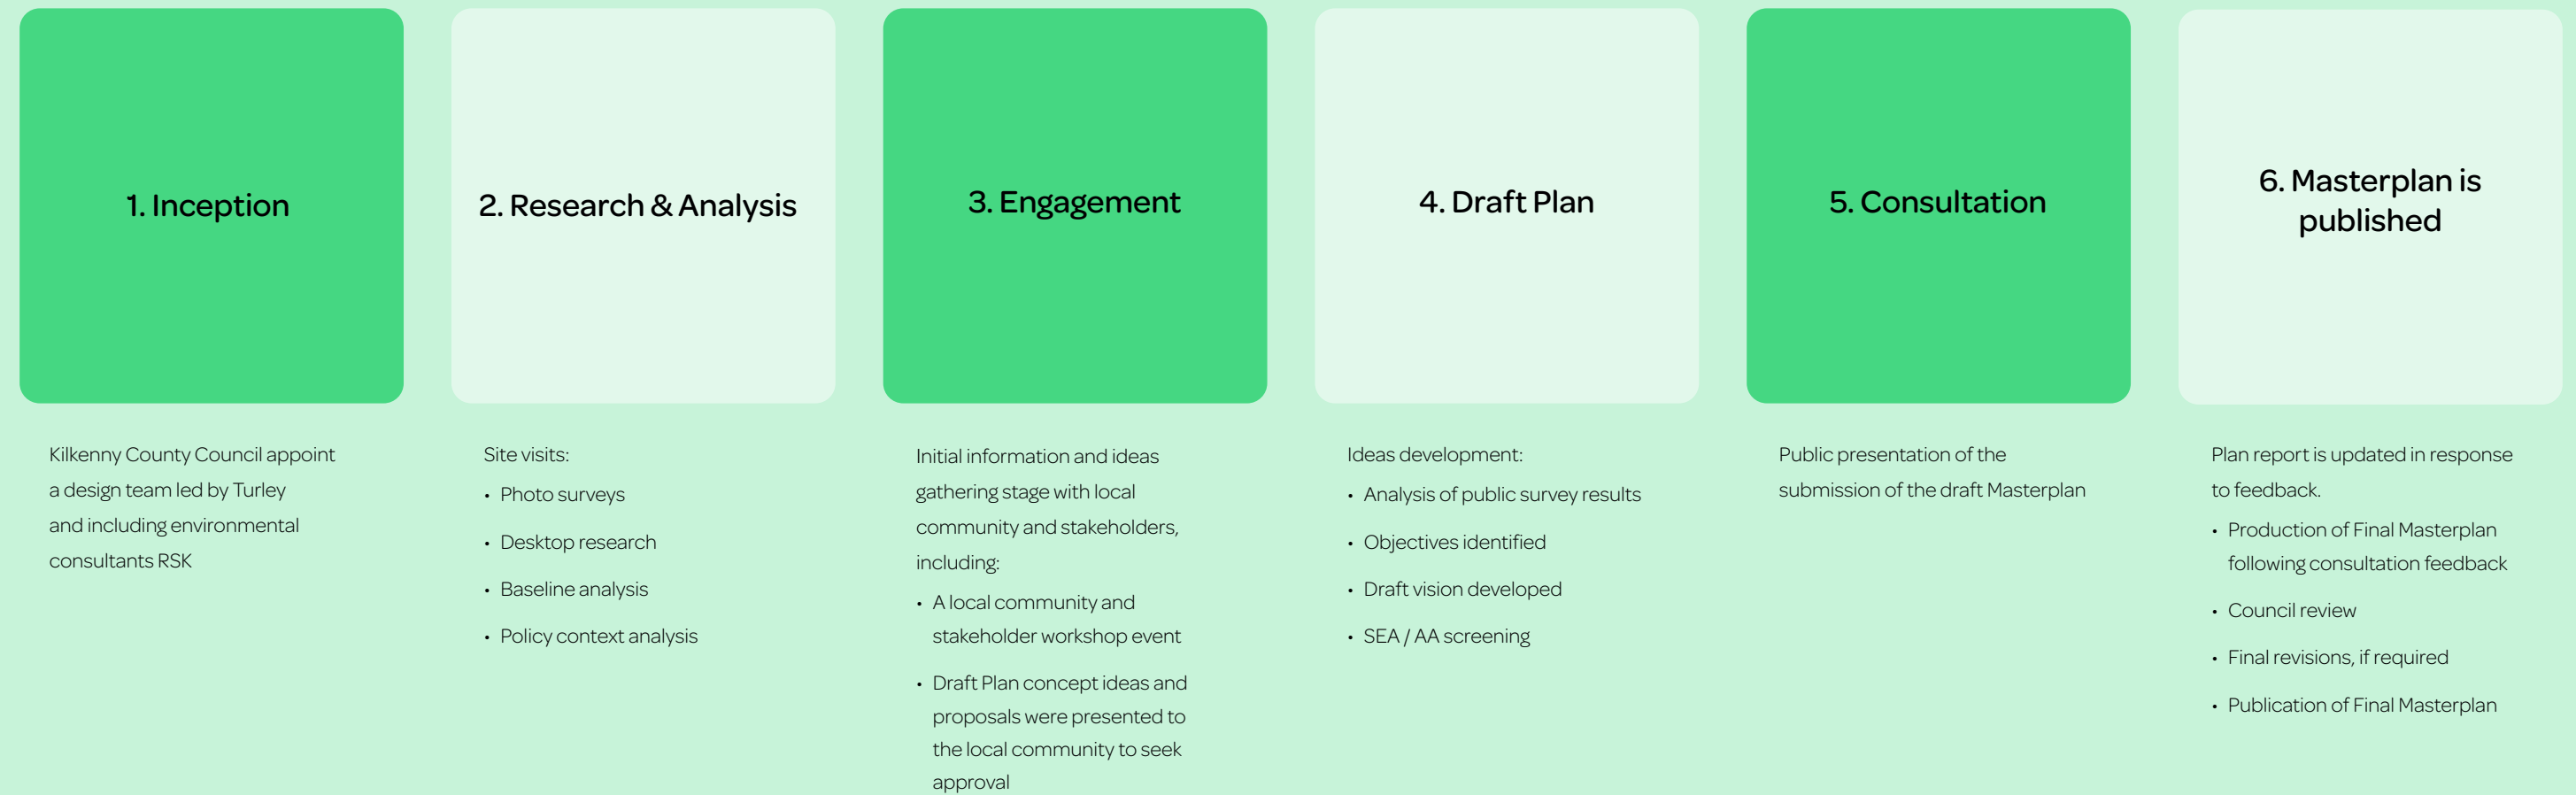 1. Inception
Kilkenny County Council appoint
a design team led by Turley
and including environmental
consultants RSK
2. Research & Analysis
Site visits:
• Photo surveys
• Desktop research
• Baseline analysis
• Policy context analysis
3. Engagement
Initial information and ideas
gathering stage with local
community and stakeholders,
including:
• A local community and
stakeholder workshop event
• Draft Plan concept ideas and
proposals were presented to
the local community to seek
approval
4. Draft Plan
Ideas development:
• Analysis of public survey results
• Objectives identified
• Draft vision developed
• SEA / AA screening
5. Consultation
Public presentation of the
submission of the draft Masterplan
6. Masterplan is
published
Plan report is updated in response
to feedback.
• Production of Final Masterplan
following consultation feedback
• Council review
• Final revisions, if required
• Publication of Final Masterplan